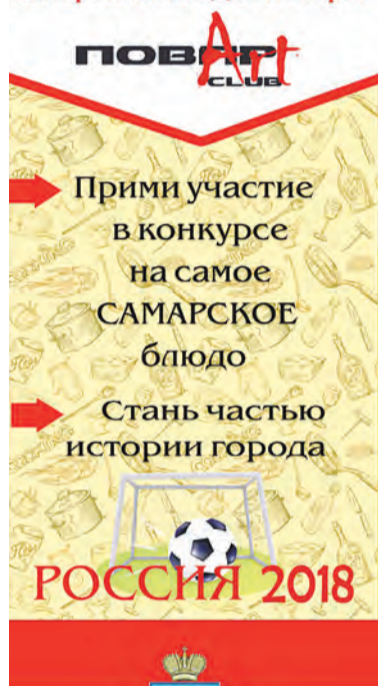 ПОВАР Art
CLUB
Прими участие
в конкурсе
на самое
САМАРСКОЕ
блюдо
Стань частью
истории города
РОССИЯ 2018